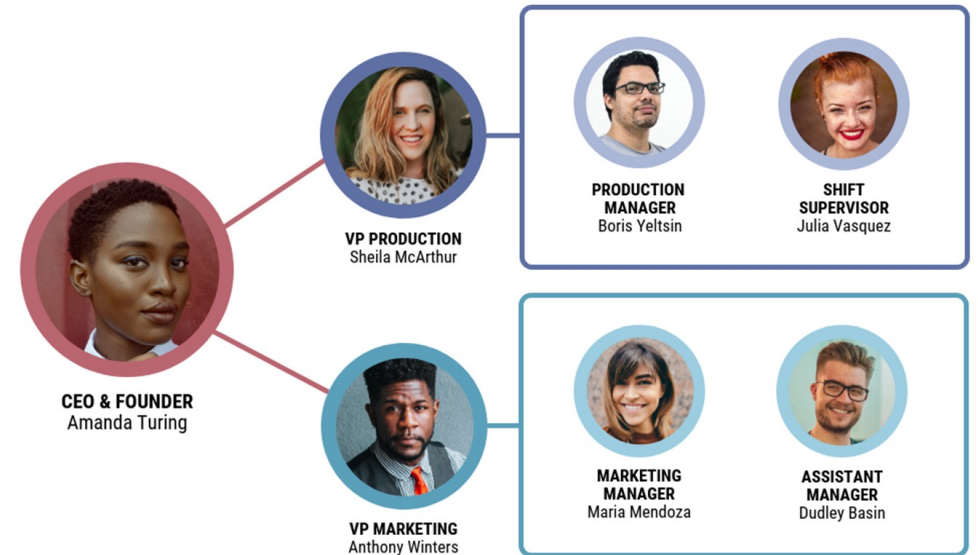 CEO & FOUNDER
Amanda Turing
VP PRODUCTION
Sheila McArthur
PRODUCTION
MANAGER
Boris Yeltsin
SHIFT
SUPERVISOR
Julia Vasquez
VP MARKETING
Anthony Winters
MARKETING
MANAGER
Maria Mendoza
ASSISTANT
MANAGER
Dudley Basin